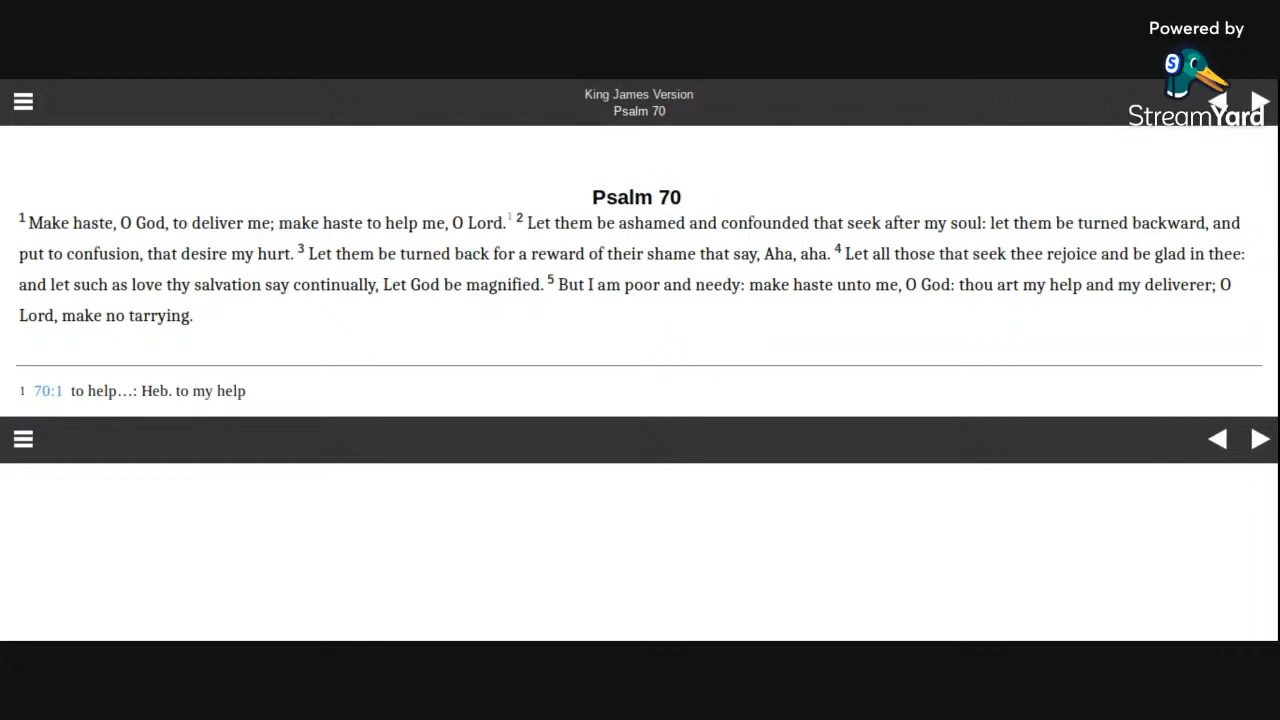 Powered by
StreamYard
King James Version
Psalm 70
Psalm 70
1 Make haste, O God, to deliver me; make haste to help me, O Lord.1 2 Let them be ashamed and confounded that seek after my soul: let them be turned backward, and
put to confusion, that desire my hurt. 3 Let them be turned back for a reward of their shame that say, Aha, aha. 4 Let all those that seek thee rejoice and be glad in thee:
and let such as love thy salvation say continually, Let God be magnified. 5 But I am poor and needy: make haste unto me, O God: thou art my help and my deliverer; O
Lord, make no tarrying.
1 70:1 to help…: Heb. to my help